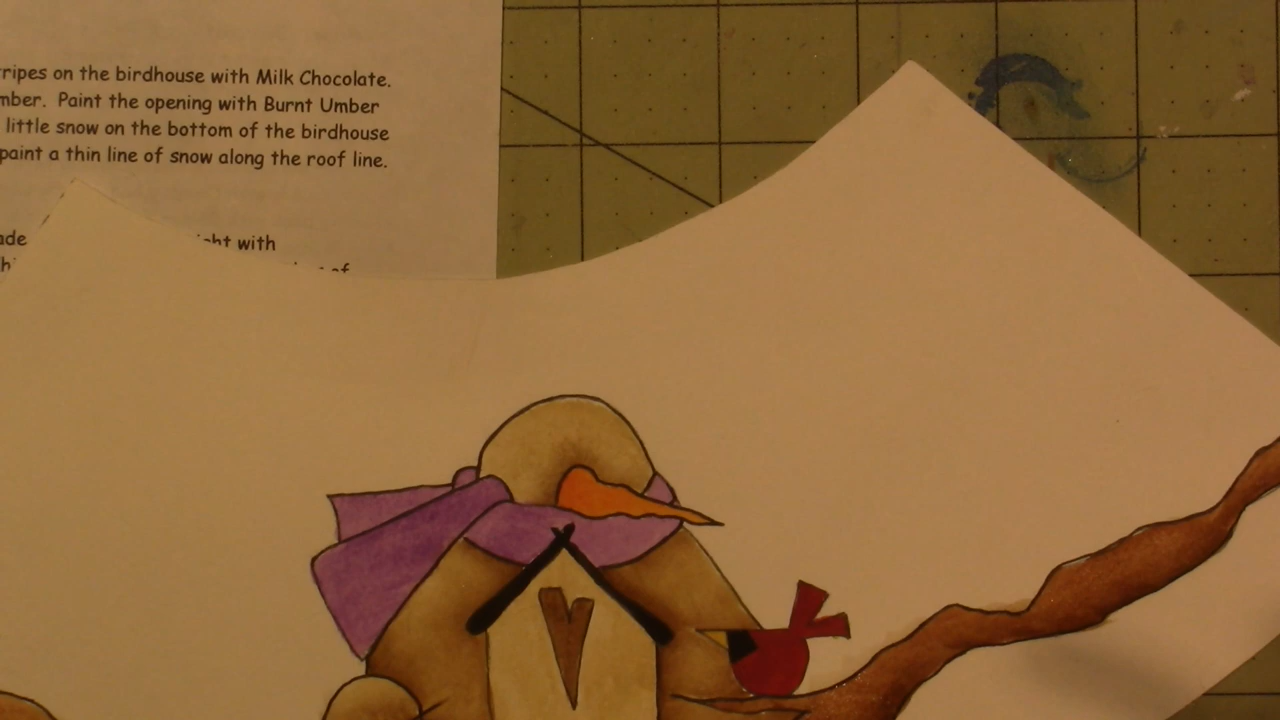 ripes on the birdhouse with Milk Chocolate.
mber. Paint the opening with Burnt Umber
little snow on the bottom of the birdhouse
paint a thin line of snow along the roof line.
ade
with
of